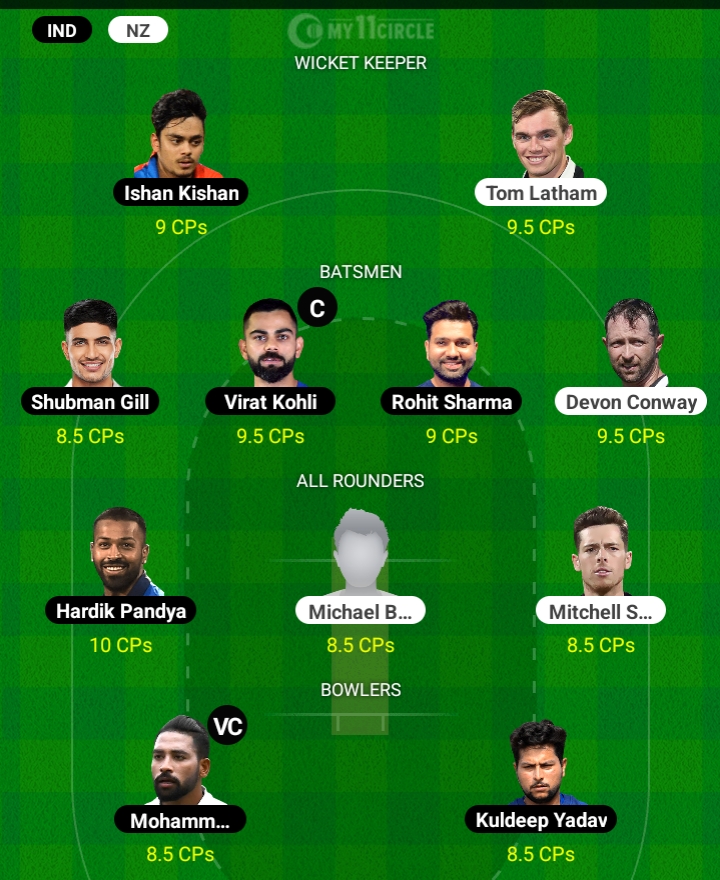 IND NZ MY11CIRCLE
WICKET KEEPER
Ishan Kishan Tom Latham
9 CPs 9.5 CPs
BATSMEN
C
Shubman Gill Virat Kohli Rohit Sharma Devon Conway
8.5 CPs 9.5 CPs 9 CPs 9.5 CPs
ALL ROUNDERS
Hardik Pandya Michael B... Mitchell S...
10 CPs 8.5 CPs 8.5 CPs
BOWLERS
VC
Mohamm... Kuldeep Yadav
8.5 CPs 8.5 CPs